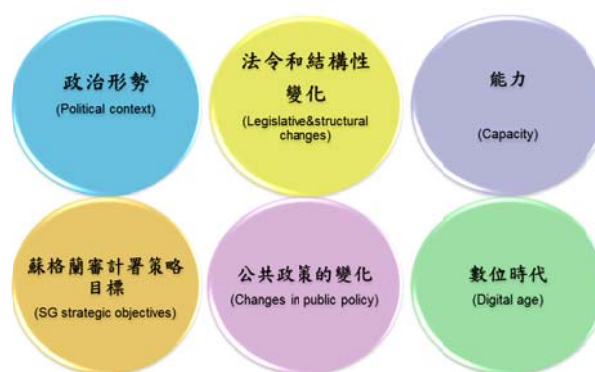 政治形勢
(Political context)
法令和結構性
變化
(Legislative&structural
changes)
能力
(Capacity)
蘇格蘭審計署策略
目標
(SG strategic objectives)
公共政策的變化
(Changes in public policy)
數位時代
(Digital age)